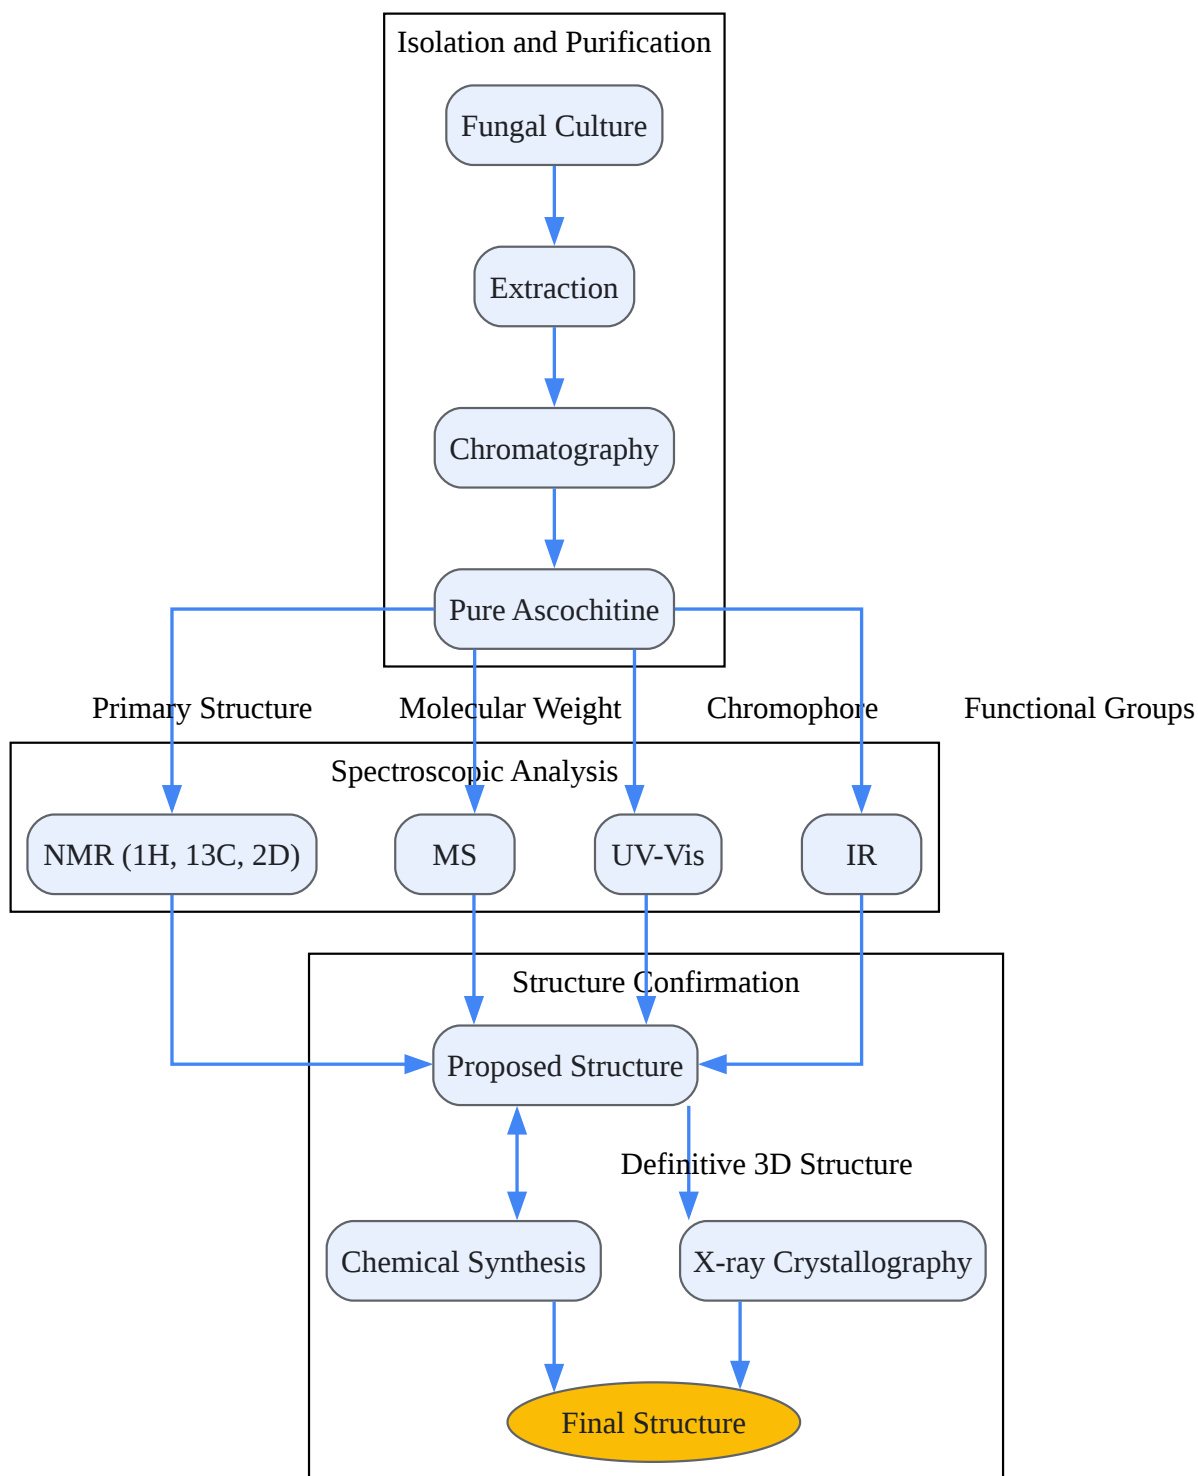 Isolation and Purification
Fungal Culture
Extraction
Chromatography
Pure Ascochitine
Primary Structure
Molecular Weight
Chromophore
Functional Groups
Spectroscopic Analysis
NMR (1H, 13C, 2D)
MS
UV-Vis
IR
Structure Confirmation
Proposed Structure
Definitive 3D Structure
Chemical Synthesis
X-ray Crystallography
Final Structure